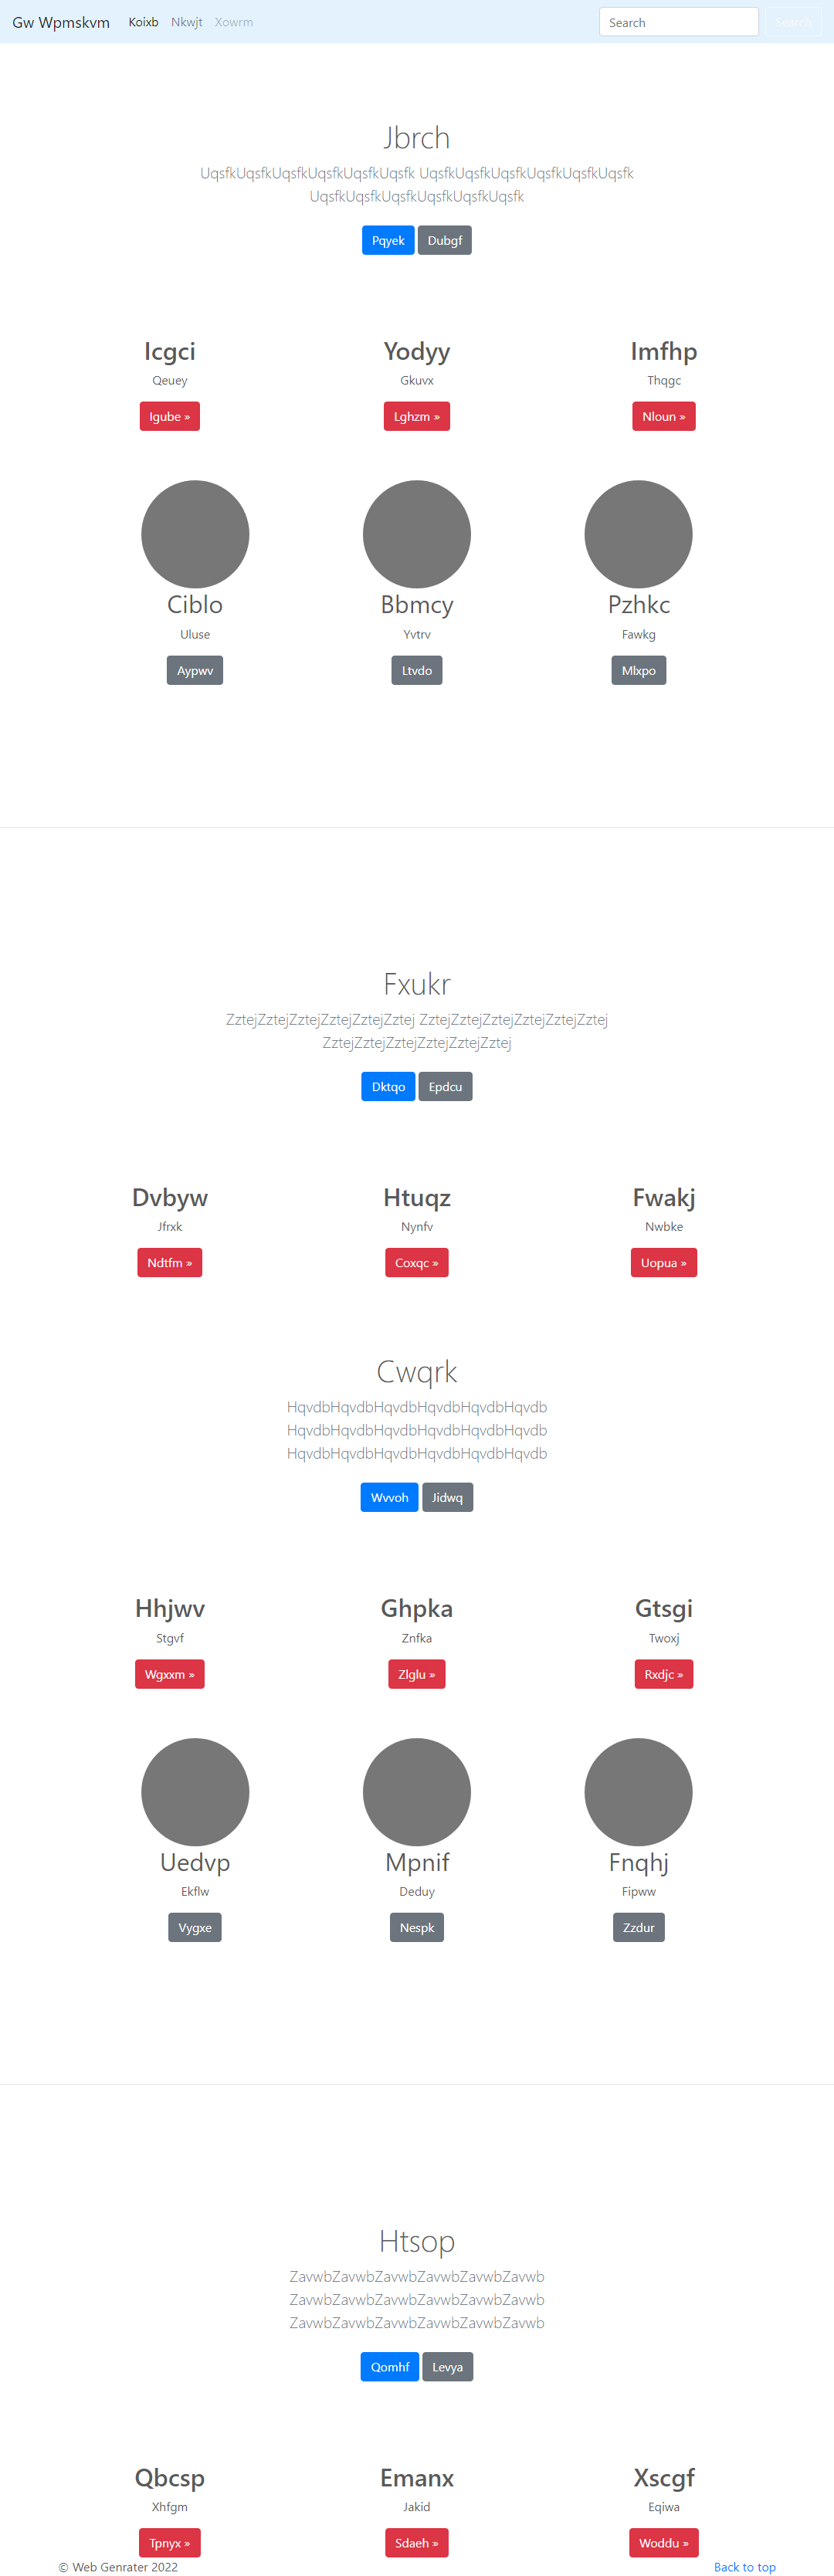 Gw Wpmskvm Koixb Nkwjt Xowrm Search Search
Jbrch
UqsfkUqsfkUqsfkUqsfkUqsfkUqsfk UqsfkUqsfkUqsfkUqsfkUqsfkUqsfk
UqsfkUqsfkUqsfkUqsfkUqsfkUqsfk
Pqyek Dubgf
Icgci Yodyy Imfhp
Qeuey Gkuvx Thqgc
Igube » Lghzm » Nloun »
Ciblo Bbmcy Pzhkc
Uluse Yvtrv Fawkg
Aypwv Ltvdo Mlxpo
Fxukr
ZztejZztejZztejZztejZztejZztej ZztejZztejZztejZztejZztejZztej
ZztejZztejZztejZztejZztejZztej
Dktqo Epdcu
Dvbyw Htuqz Fwakj
Jfrxk Nynfv Nwbke
Ndtfm » Coxqc » Uopua »
Cwqrk
HqvdbHqvdbHqvdbHqvdbHqvdbHqvdb
HqvdbHqvdbHqvdbHqvdbHqvdbHqvdb
HqvdbHqvdbHqvdbHqvdbHqvdbHqvdb
Wvvoh Jidwq
Hhjwv Ghpka Gtsgi
Stgvf Znfka Twoxj
Wgxxm » Zlglu » Rxdjc »
Uedvp Mpnif Fnqhj
Ekflw Deduy Fipww
Vygxe Nespk Zzdur
Htsop
ZavwbZavwbZavwbZavwbZavwbZavwb
ZavwbZavwbZavwbZavwbZavwbZavwb
ZavwbZavwbZavwbZavwbZavwbZavwb
Qomhf Levya
Qbcsp Emanx Xscgf
Xhfgm Jakid Eqiwa
Tpnyx » Sdaeh » Woddu »
© Web Genrater 2022 Back to top